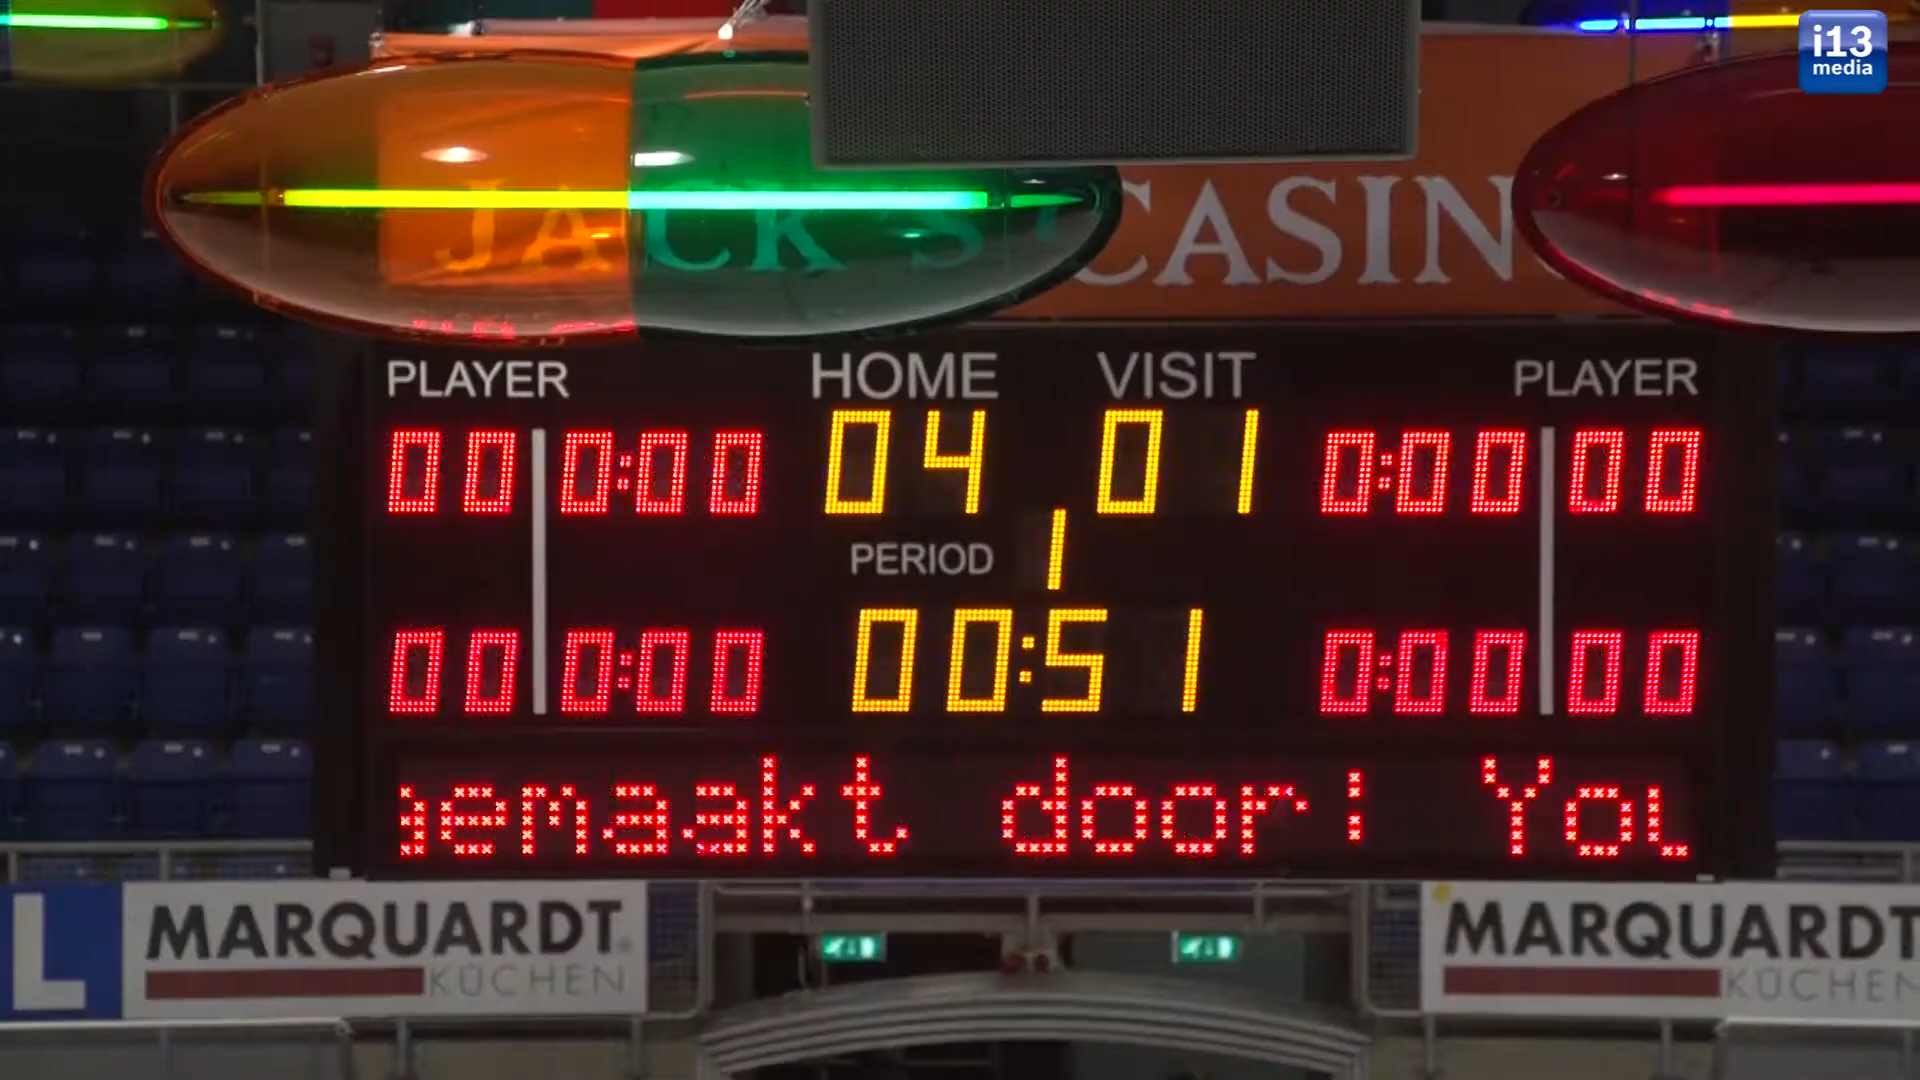 i13
media
JACK'S CASIN
PLAYER HOME VISIT PLAYER
00 0:00 04 01 0:00 00
PERIOD 1
00 0:00 00:51 0:00 00
gemaakt door: You
L MARQUARDT MARQUARDT
KÜCHEN KÜCHEN